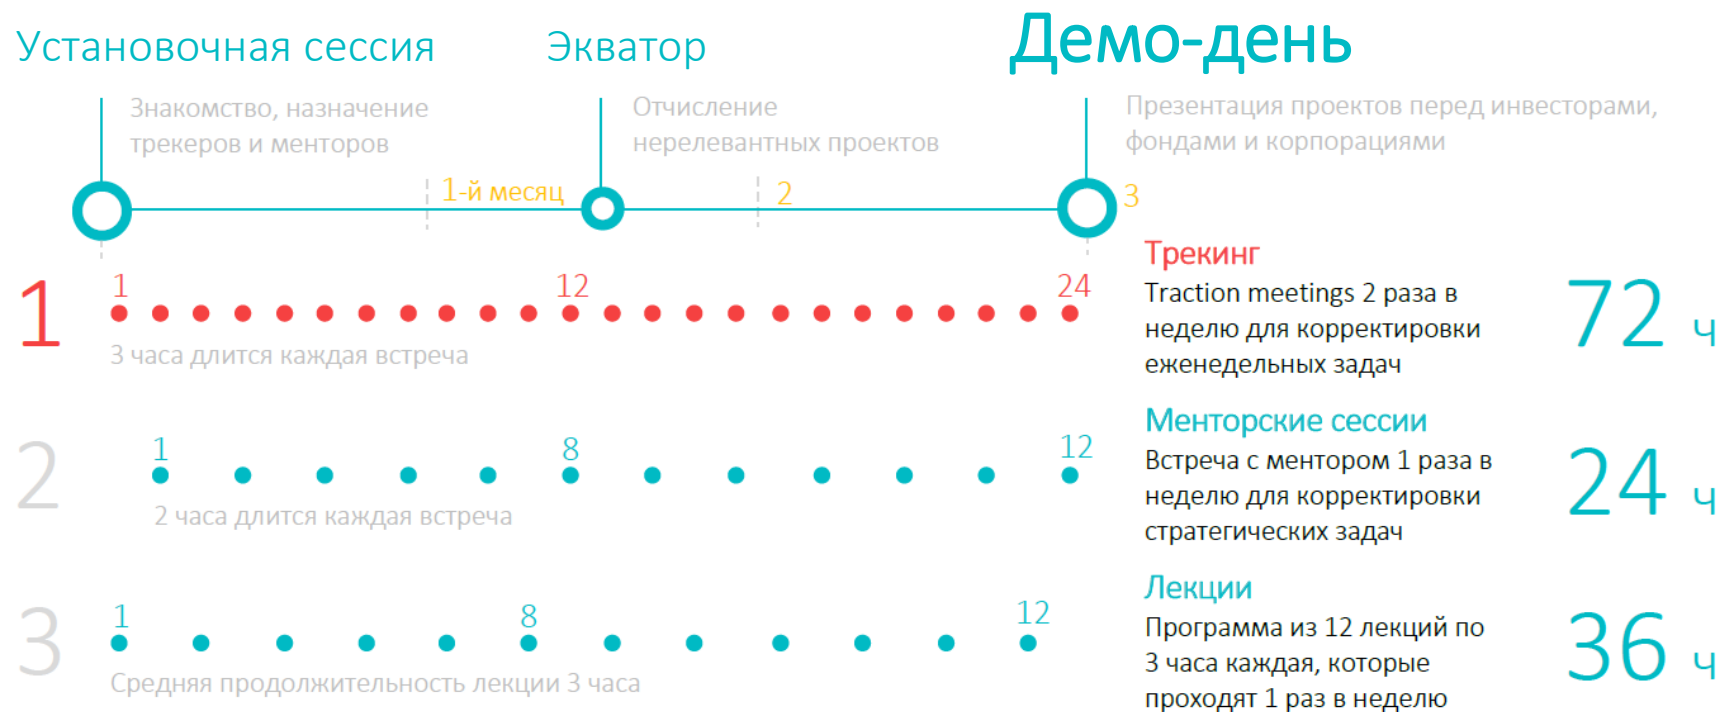 Установочная сессия
Экватор
Демо-день
Знакомство, назначение
трекеров и менторов
Отчисление
нерелевантных проектов
Презентация проектов перед инвесторами,
фондами и корпорациями
1-й месяц
2
3
1
1
12
24
3 часа длится каждая встреча
Трекинг
Traction meetings 2 раза в
неделю для корректировки
еженедельных задач
72 ч
2
1
8
12
2 часа длится каждая встреча
Менторские сессии
Встреча с ментором 1 раза в
неделю для корректировки
стратегических задач
24 ч
3
1
8
12
Средняя продолжительность лекции 3 часа
Лекции
Программа из 12 лекций по
3 часа каждая, которые
проходят 1 раз в неделю
36 ч